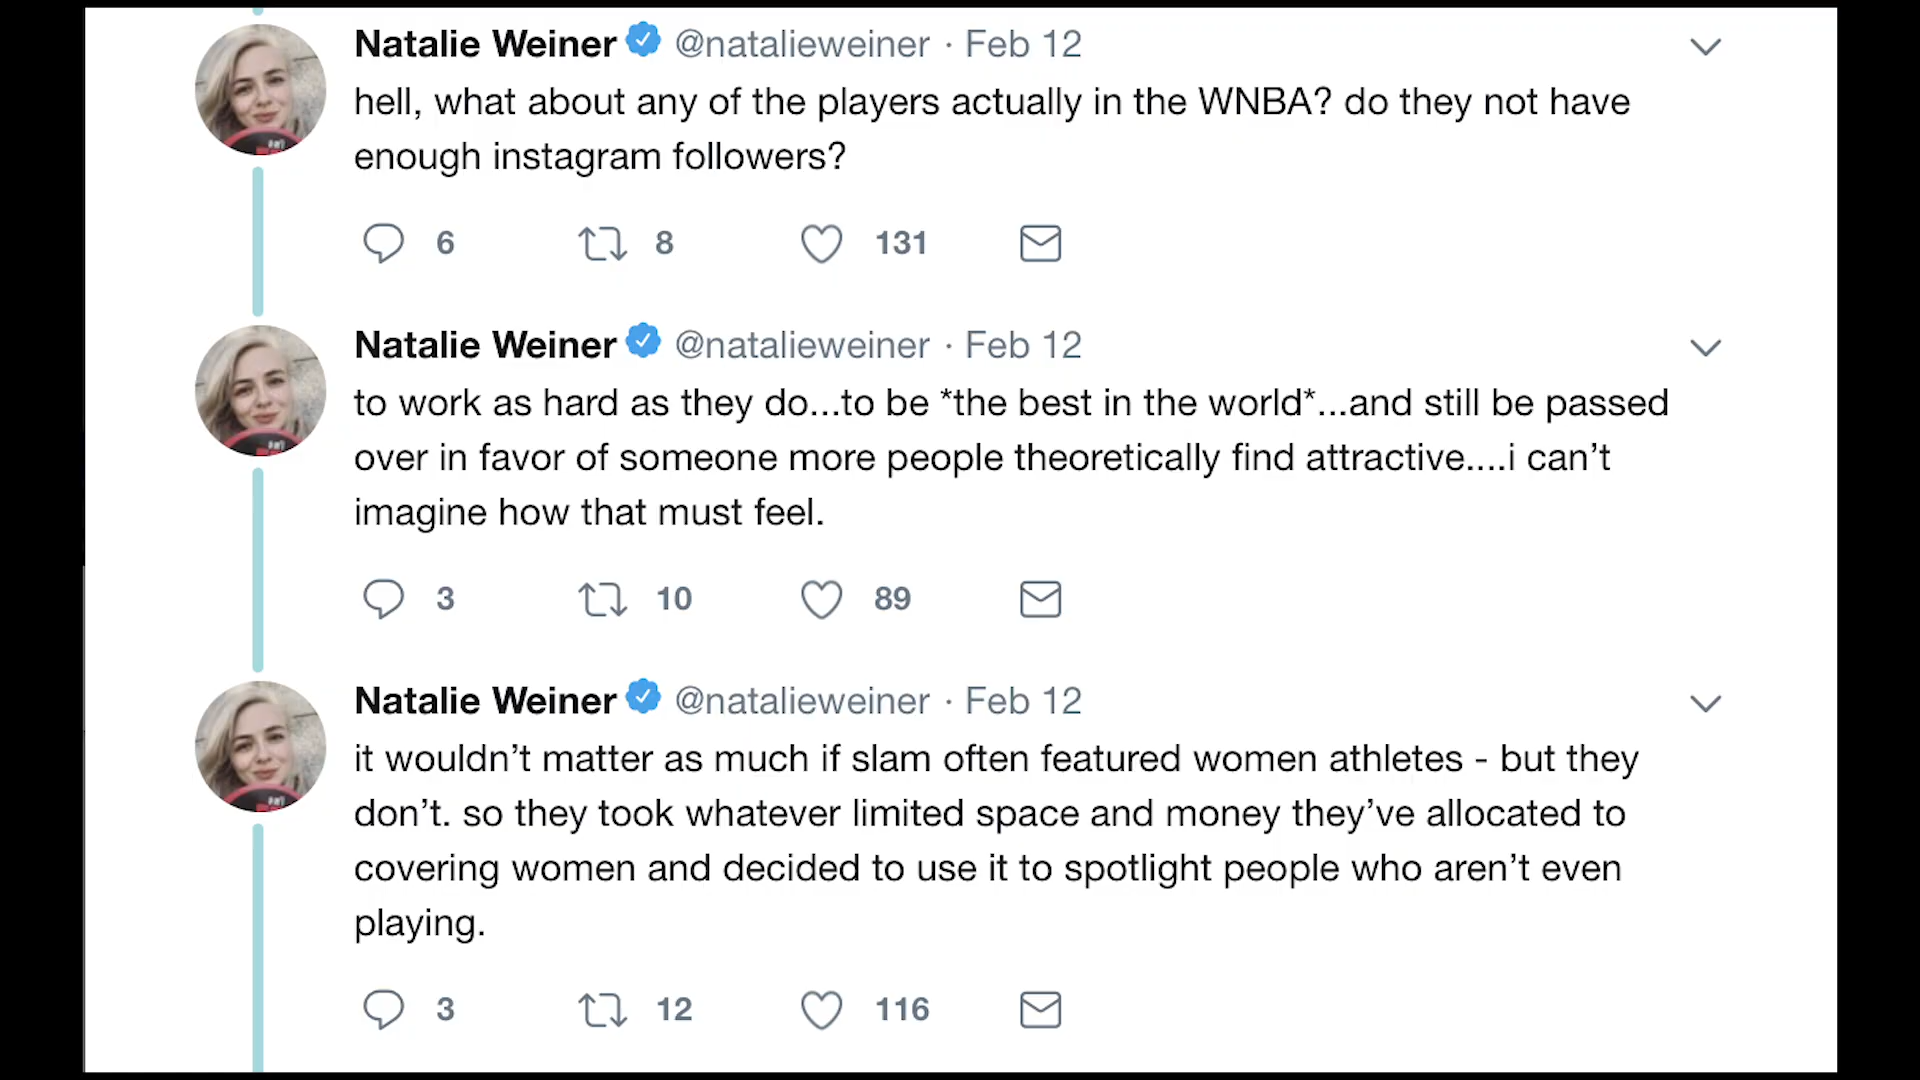 Natalie Weiner @natalieweiner · Feb 12
hell, what about any of the players actually in the WNBA? do they not have
enough instagram followers?
6 8 131
Natalie Weiner @natalieweiner · Feb 12
to work as hard as they do...to be *the best in the world*...and still be passed
over in favor of someone more people theoretically find attractive....i can’t
imagine how that must feel.
3 10 89
Natalie Weiner @natalieweiner · Feb 12
it wouldn’t matter as much if slam often featured women athletes - but they
don’t. so they took whatever limited space and money they’ve allocated to
covering women and decided to use it to spotlight people who aren’t even
playing.
3 12 116